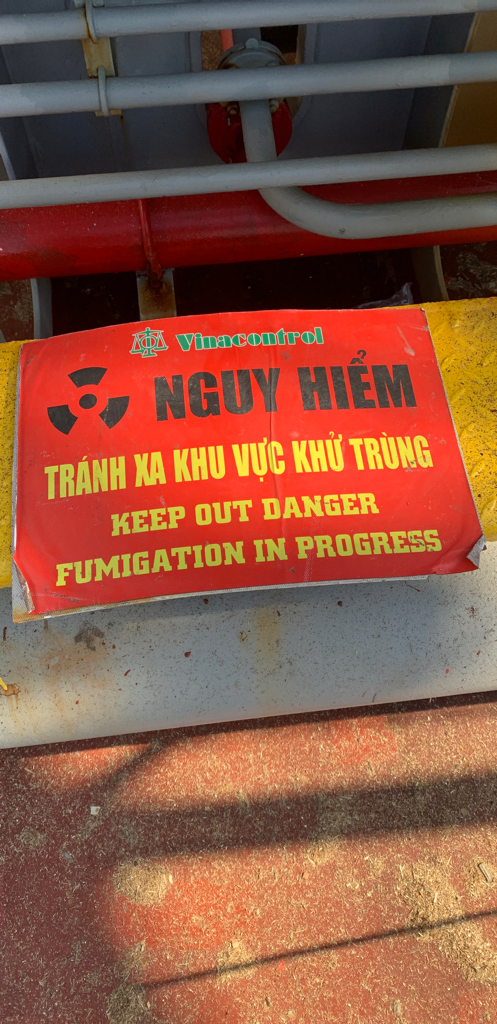 Vinacontrol
NGUY HIỂM
TRÁNH XA KHU VỰC KHỬ TRÙNG
KEEP OUT DANGER
FUMIGATION IN PROGRESS